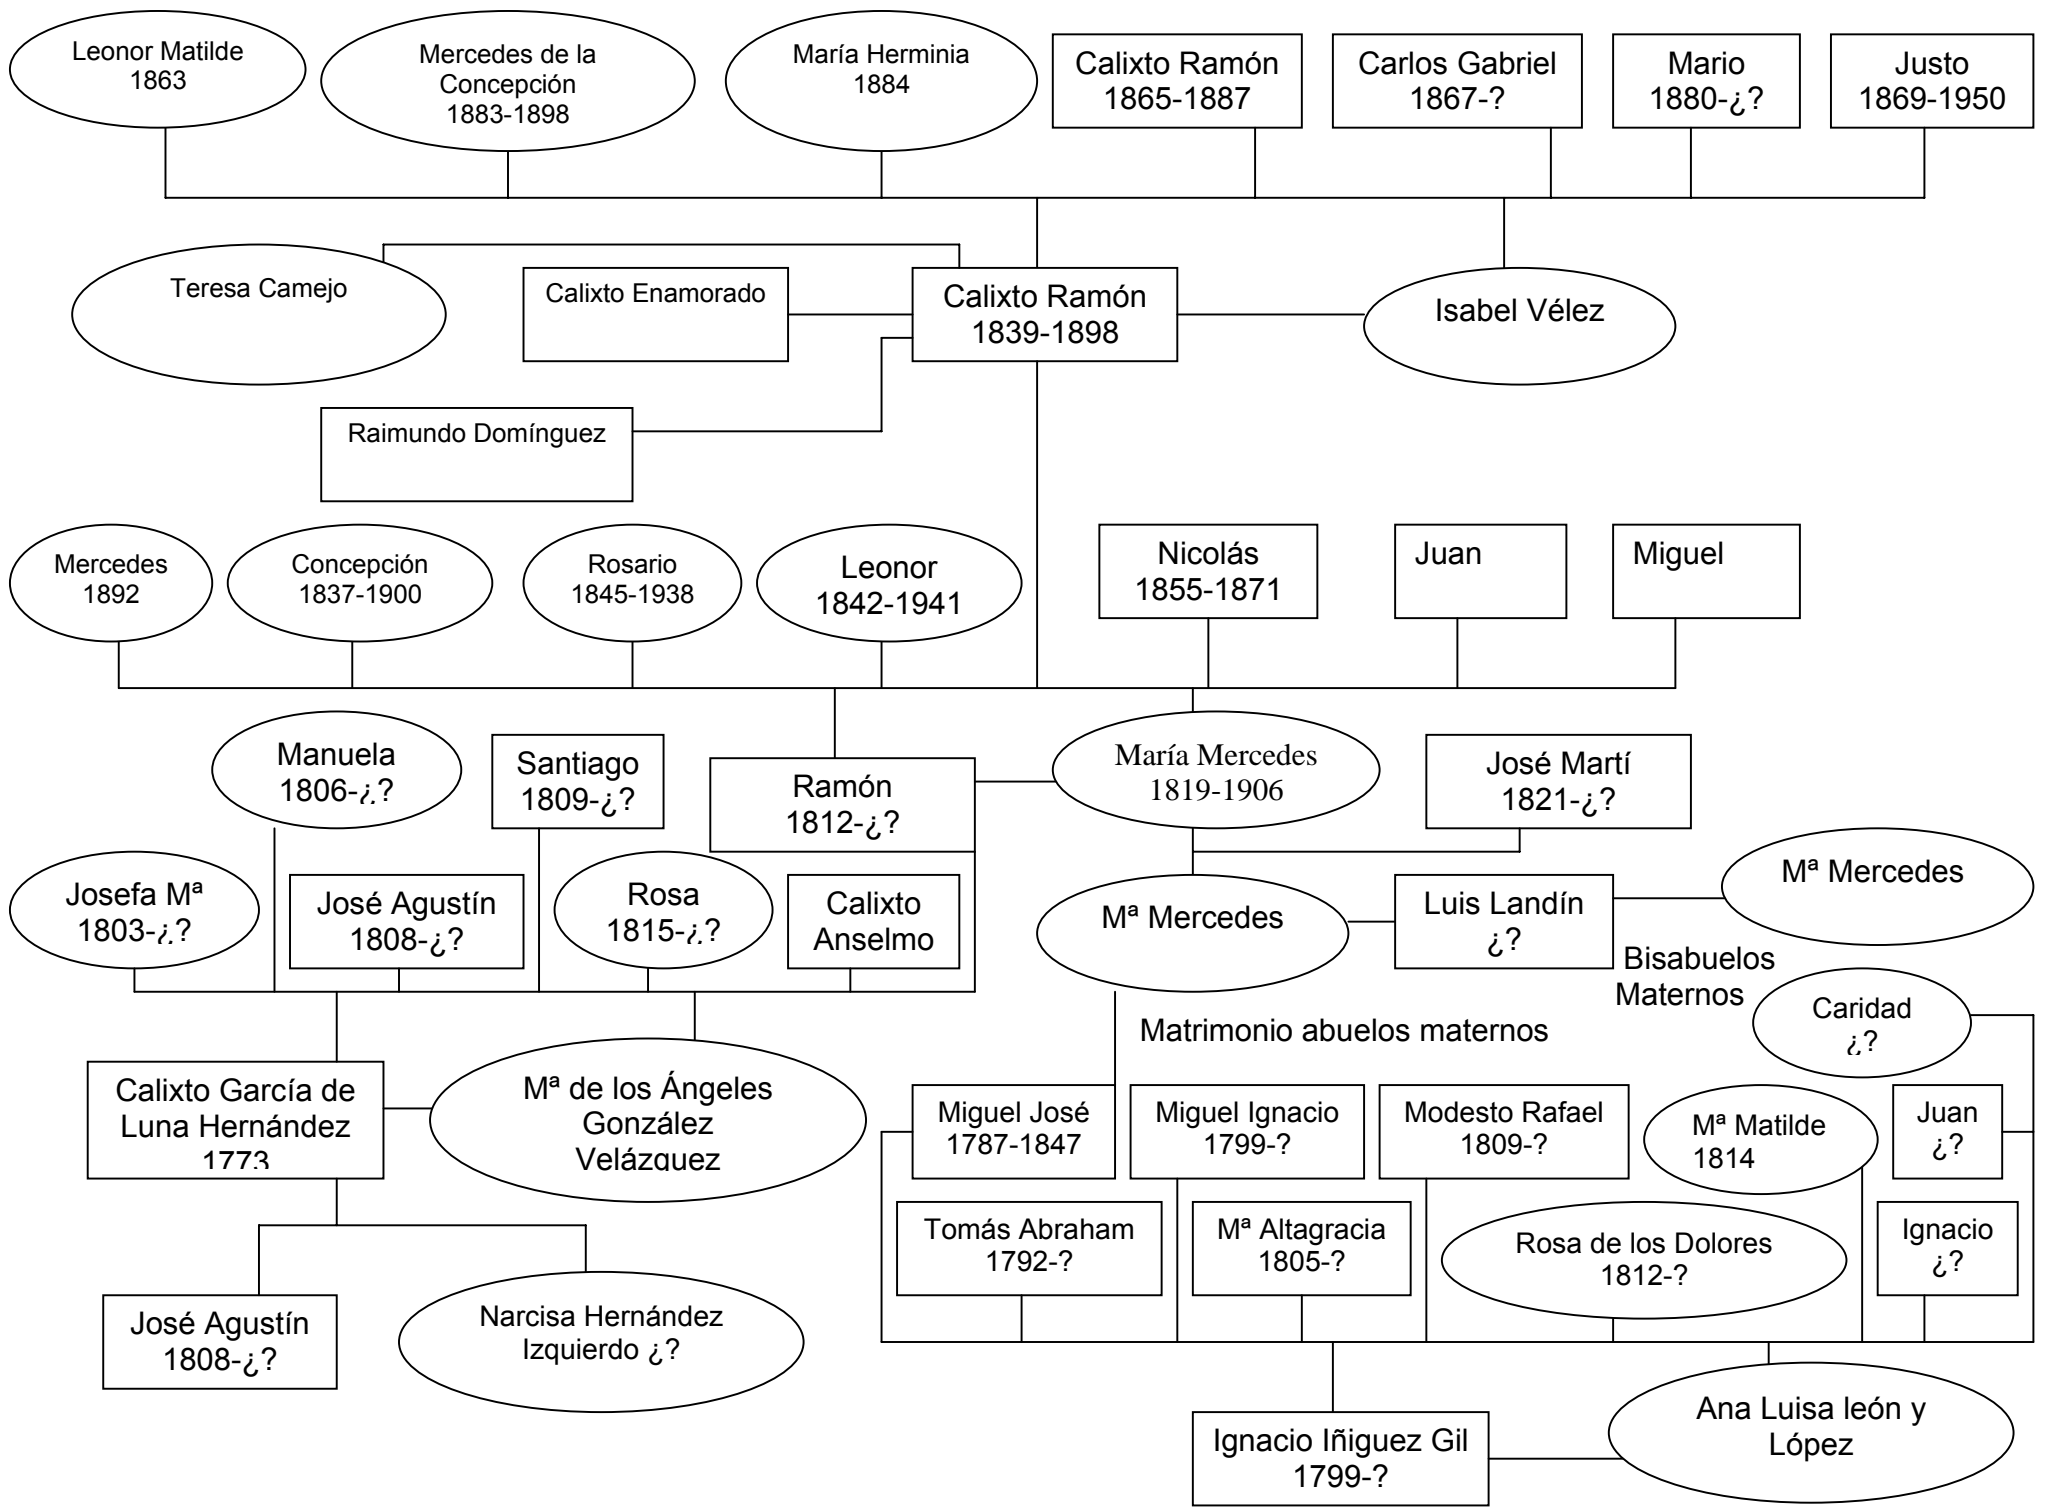 Leonor Matilde
1863
Mercedes de la
Concepción
1883-1898
María Herminia
1884
Calixto Ramón
1865-1887
Carlos Gabriel
1867-?
Mario
1880-¿?
Justo
1869-1950
Teresa Camejo
Calixto Enamorado
Calixto Ramón
1839-1898
Isabel Vélez
Raimundo Domínguez
Mercedes
1892
Concepción
1837-1900
Rosario
1845-1938
Leonor
1842-1941
Nicolás
1855-1871
Juan
Miguel
Manuela
1806-¿?
Santiago
1809-¿?
Ramón
1812-¿?
María Mercedes
1819-1906
José Martí
1821-¿?
Josefa Mª
1803-¿?
José Agustín
1808-¿?
Rosa
1815-¿?
Calixto
Anselmo
Mª Mercedes
Luis Landín
¿?
Mª Mercedes
Bisabuelos
Maternos
Matrimonio abuelos maternos
Caridad
¿?
Calixto García de
Luna Hernández
1773
Mª de los Ángeles
González
Velázquez
Miguel José
1787-1847
Miguel Ignacio
1799-?
Modesto Rafael
1809-?
Mª Matilde
1814
Juan
¿?
Tomás Abraham
1792-?
Mª Altagracia
1805-?
Rosa de los Dolores
1812-?
Ignacio
¿?
José Agustín
1808-¿?
Narcisa Hernández
Izquierdo ¿?
Ignacio Iñiguez Gil
1799-?
Ana Luisa león y
López